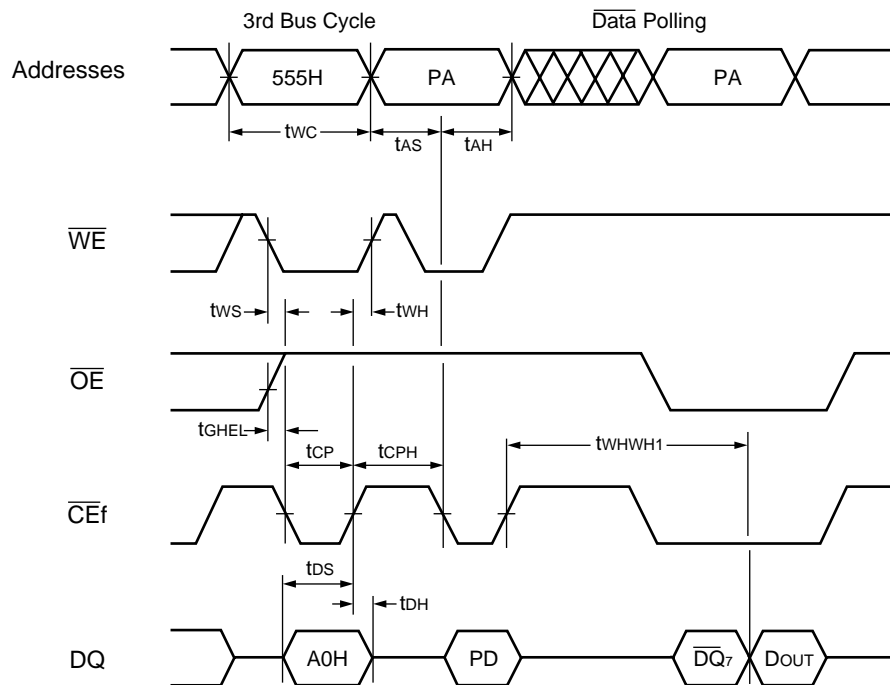 3rd Bus Cycle
Data Polling
Addresses
555H
PA
PA
tWC
tAS
tAH
WE
tWS
tWH
OE
tGHEL
tCP
tCPH
tWHWH1
CEf
tDS
tDH
DQ
A0H
PD
DQ7
DOUT